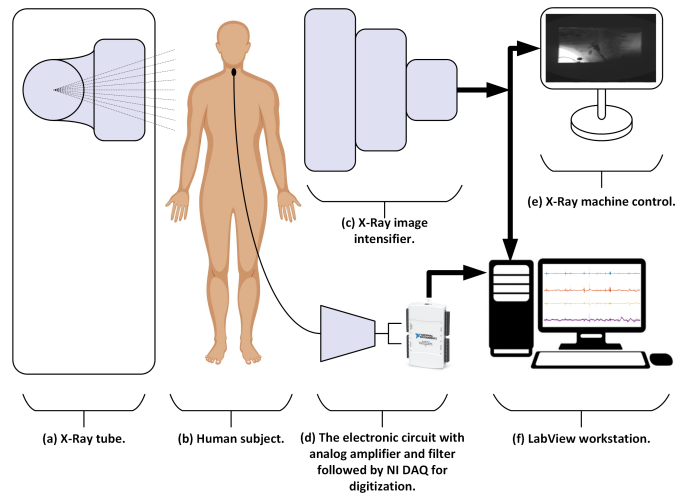 (c) X-Ray image
intensifier.
(e) X-Ray machine control.
(a) X-Ray tube.
(b) Human subject.
(d) The electronic circuit with
analog amplifier and filter
followed by NI DAQ for
digitization.
(f) LabView workstation.